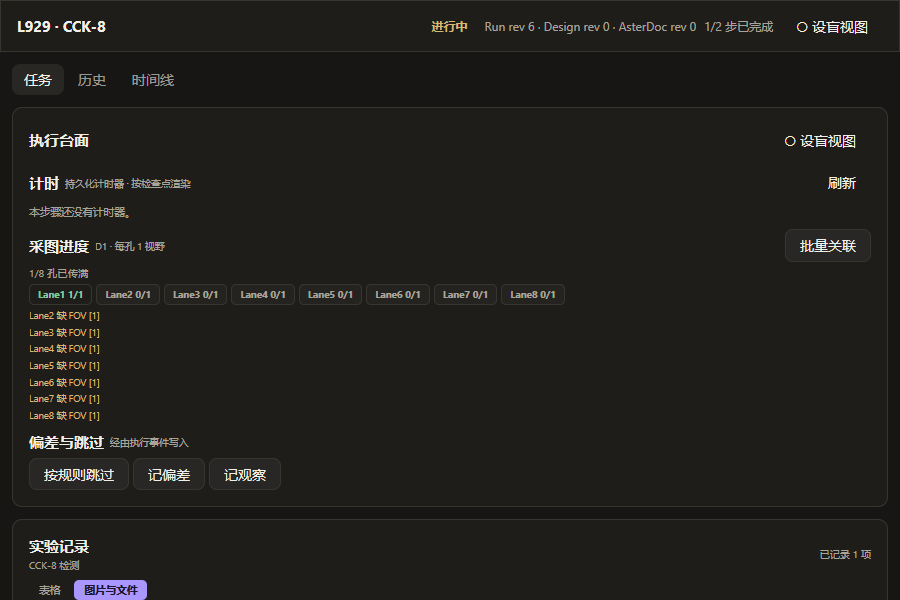 L929 · CCK-8
进行中 Run rev 6 · Design rev 0 · AsterDoc rev 0 1/2 步已完成 设盲视图
任务 历史 时间线
执行台面 设盲视图
计时 持久化计时器 · 按检查点渲染 刷新
本步骤还没有计时器。
采图进度 D1 · 每孔 1 视野 批量关联
1/8 孔已传满
Lane1 1/1 Lane2 0/1 Lane3 0/1 Lane4 0/1 Lane5 0/1 Lane6 0/1 Lane7 0/1 Lane8 0/1
Lane2 缺 FOV [1]
Lane3 缺 FOV [1]
Lane4 缺 FOV [1]
Lane5 缺 FOV [1]
Lane6 缺 FOV [1]
Lane7 缺 FOV [1]
Lane8 缺 FOV [1]
偏差与跳过 经由执行事件写入
按规则跳过 记偏差 记观察
实验记录 已记录 1 项
CCK-8 检测
表格 图片与文件